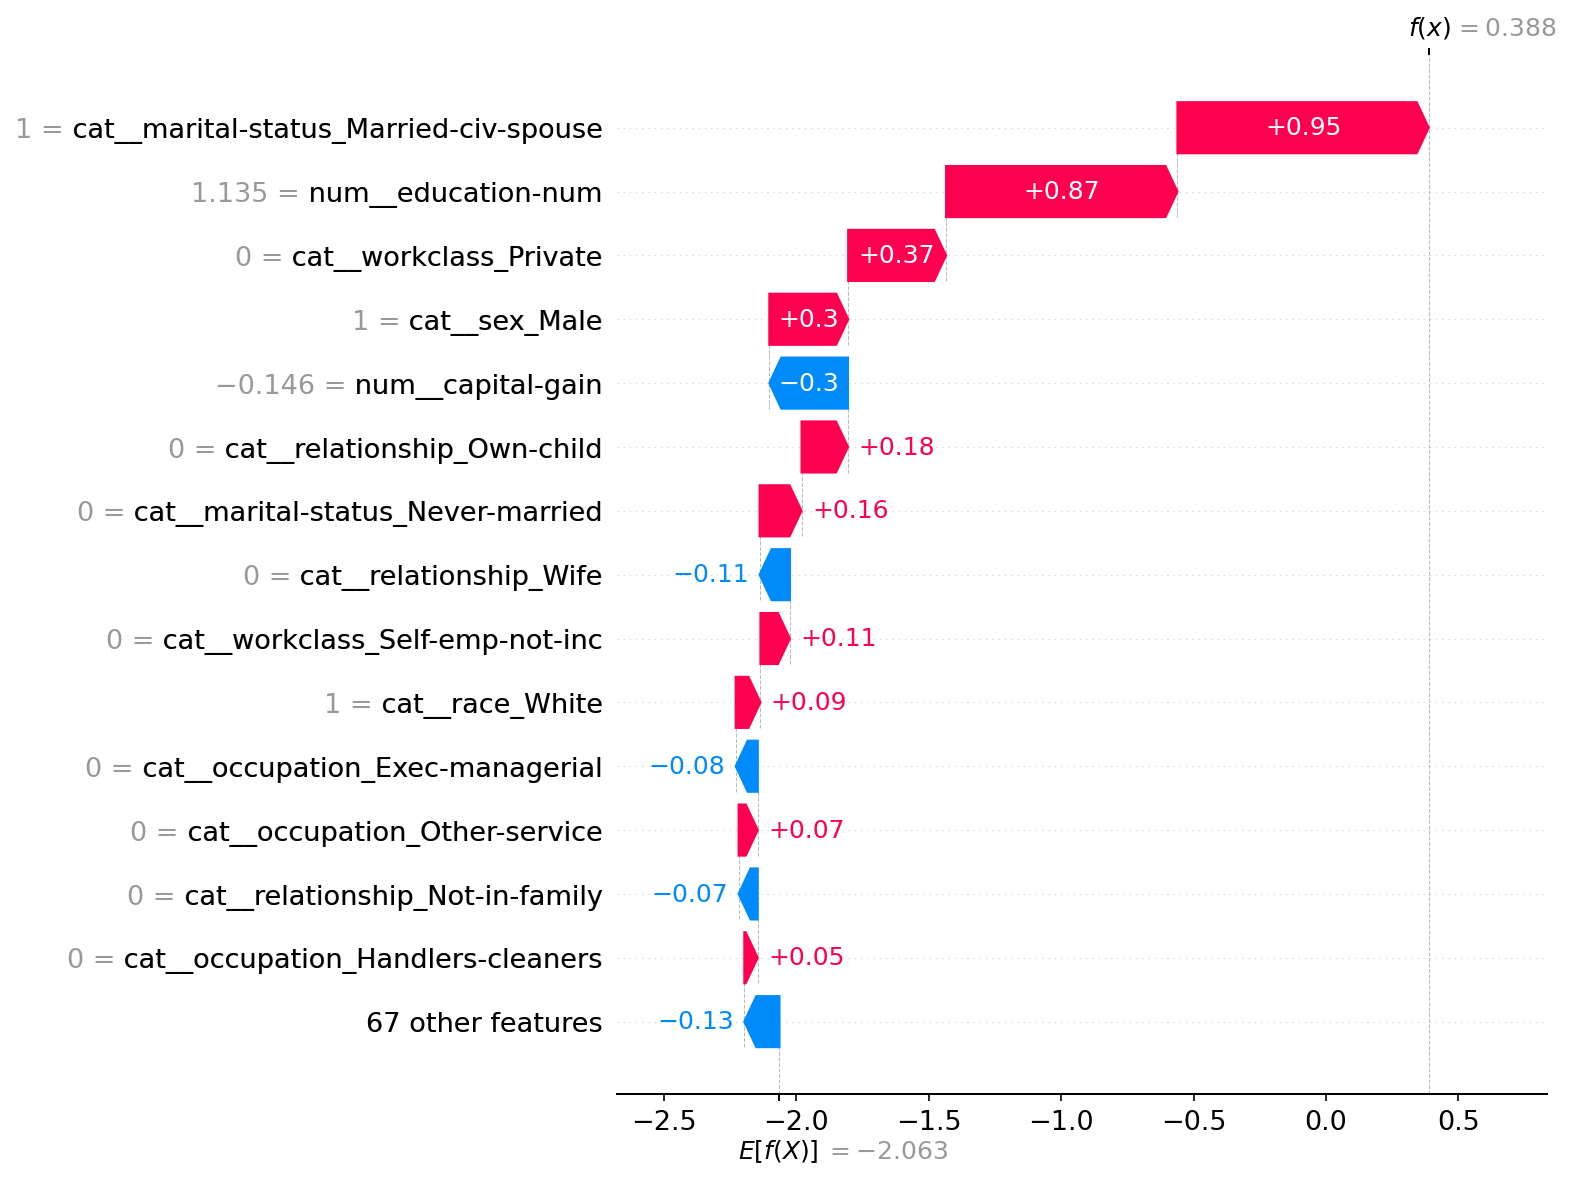 f(x) = 0.388
1 = cat__marital-status_Married-civ-spouse +0.95
1.135 = num__education-num +0.87
0 = cat__workclass_Private +0.37
1 = cat__sex_Male +0.3
−0.146 = num__capital-gain −0.3
0 = cat__relationship_Own-child +0.18
0 = cat__marital-status_Never-married +0.16
0 = cat__relationship_Wife −0.11
0 = cat__workclass_Self-emp-not-inc +0.11
1 = cat__race_White +0.09
0 = cat__occupation_Exec-managerial −0.08
0 = cat__occupation_Other-service +0.07
0 = cat__relationship_Not-in-family −0.07
0 = cat__occupation_Handlers-cleaners +0.05
67 other features −0.13
−2.5 −2.0 −1.5 −1.0 −0.5 0.0 0.5
E[f(X)] = −2.063